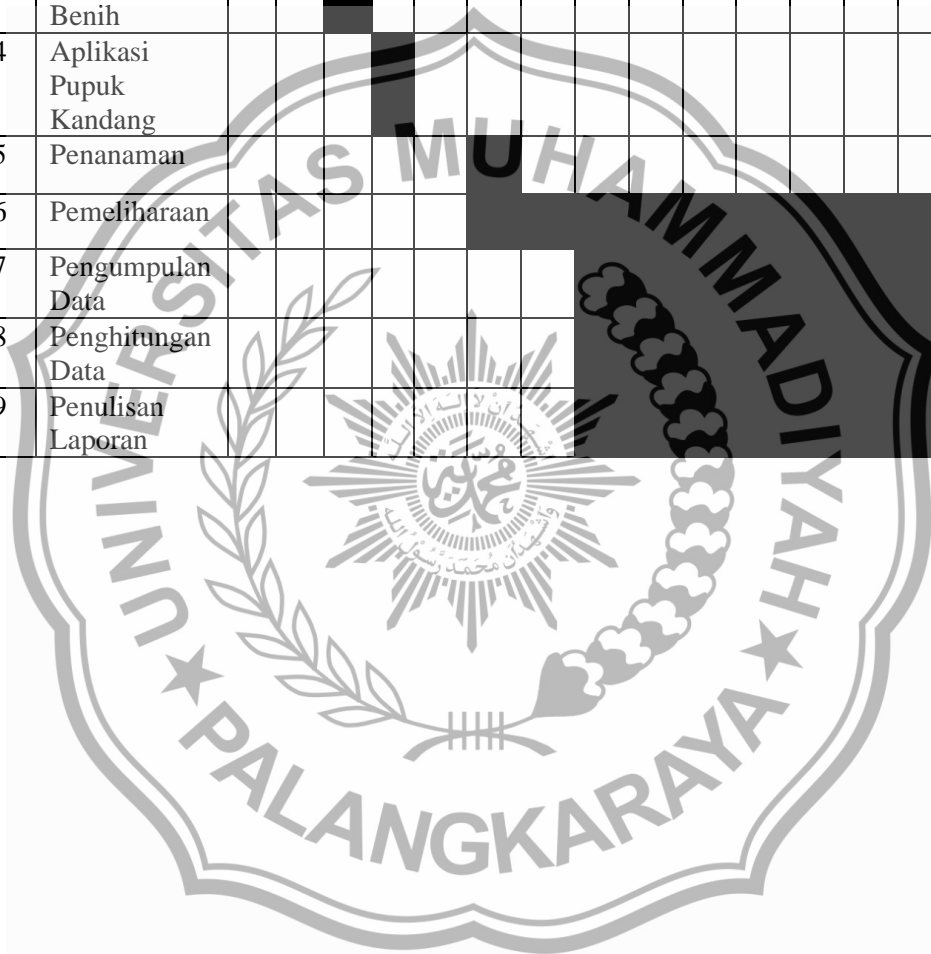 Benih
4 Aplikasi
Pupuk
Kandang
5 Penanaman
6 Pemeliharaan
7 Pengumpulan
Data
8 Penghitungan
Data
9 Penulisan
Laporan
UNIVERSITAS MUHAMMADIYAH
PALANGKARAYA